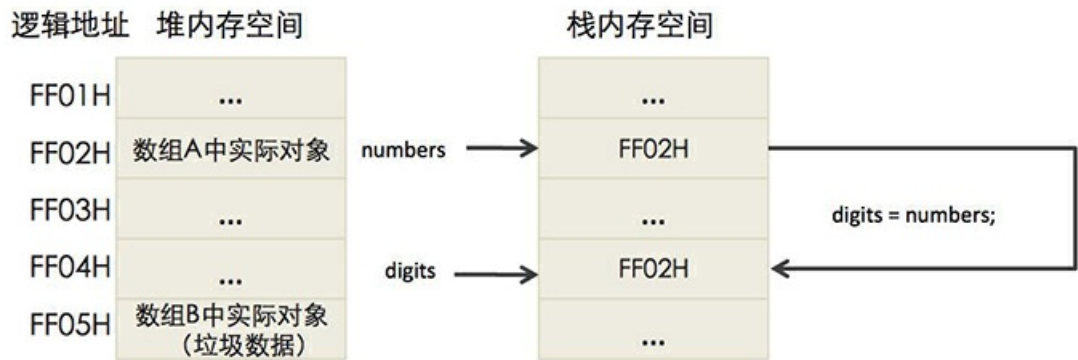 逻辑地址 堆内存空间 栈内存空间
FF01H ... ...
FF02H 数组A中实际对象 numbers FF02H
FF03H ... ... digits = numbers;
FF04H ... digits FF02H
FF05H 数组B中实际对象
(垃圾数据) ...